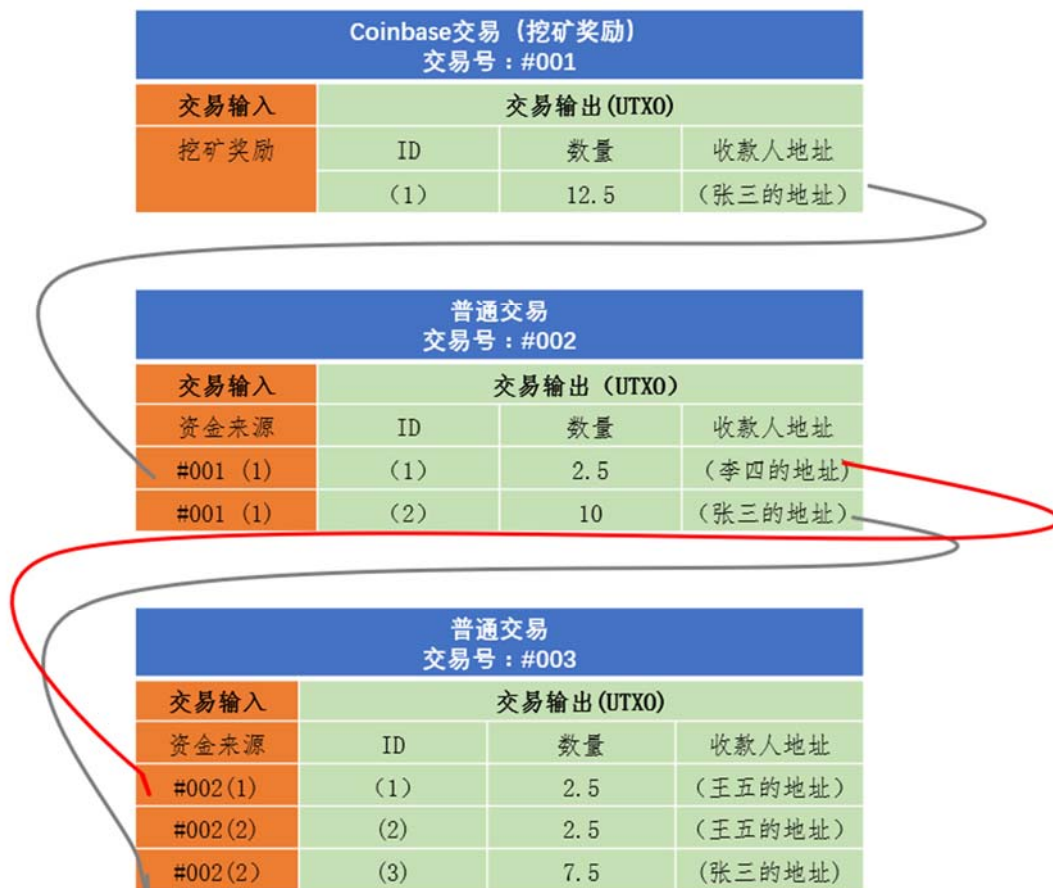 Coinbase交易（挖矿奖励）
交易号：#001
交易输入 交易输出(UTXO)
挖矿奖励 ID 数量 收款人地址
(1) 12.5 (张三的地址)
普通交易
交易号：#002
交易输入 交易输出（UTXO）
资金来源 ID 数量 收款人地址
#001 (1) (1) 2.5 (李四的地址)
#001 (1) (2) 10 (张三的地址)
普通交易
交易号：#003
交易输入 交易输出(UTXO)
资金来源 ID 数量 收款人地址
#002(1) (1) 2.5 (王五的地址)
#002(2) (2) 2.5 (王五的地址)
#002(2) (3) 7.5 (张三的地址)